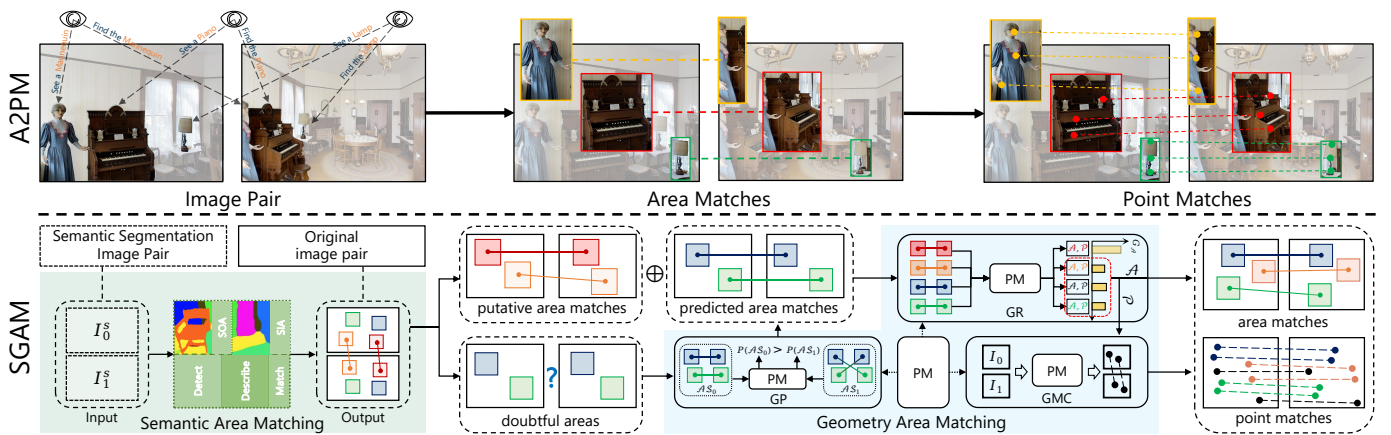 A2PM
See a Mannequin
Find the Mannequin
See a Piano
Find the Piano
See a Lamp
Find the Lamp
Image Pair
Area Matches
Point Matches
SGAM
Semantic Segmentation
Image Pair
Original
image pair
I_0^s
I_1^s
Input
SOA
SIA
Detect
Describe
Match
Output
Semantic Area Matching
putative area matches
⊕
predicted area matches
?
doubtful areas
AS_0
P(AS_0) > P(AS_1)
PM
AS_1
GP
PM
A, P
A, P
A, P
A, P
A
P
GR
PM
I_0
I_1
PM
GMC
Geometry Area Matching
area matches
point matches